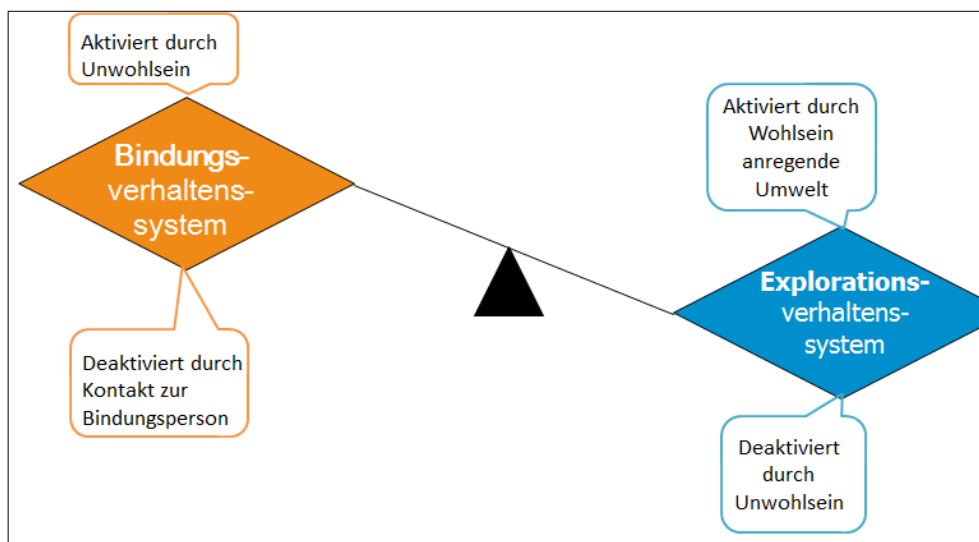 Aktiviert durch
Unwohlsein
Bindungs-
verhaltens-
system
Deaktiviert durch
Kontakt zur
Bindungsperson
Aktiviert durch
Wohlsein
anregende
Umwelt
Explorations-
verhaltens-
system
Deaktiviert
durch
Unwohlsein